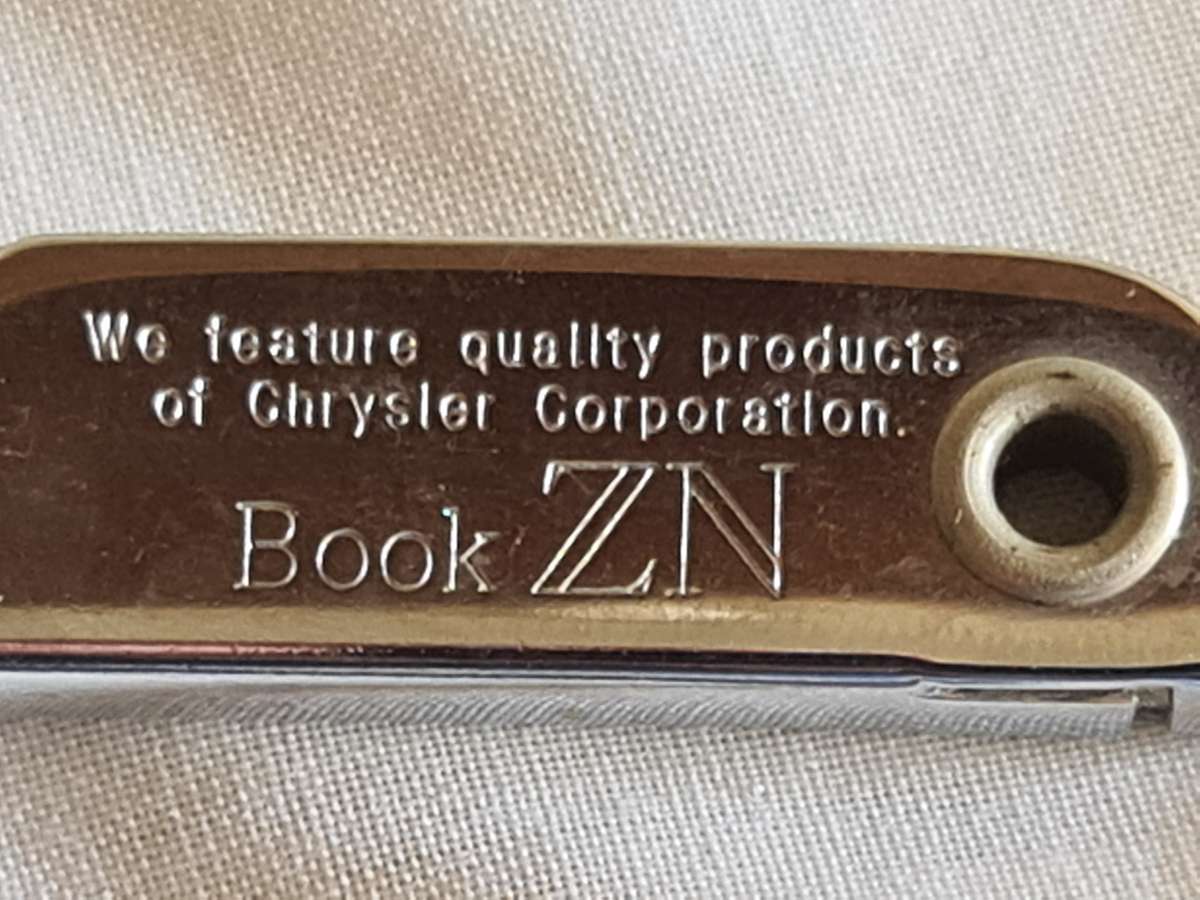 We feature quality products
of Chrysler Corporation.
Book ZN